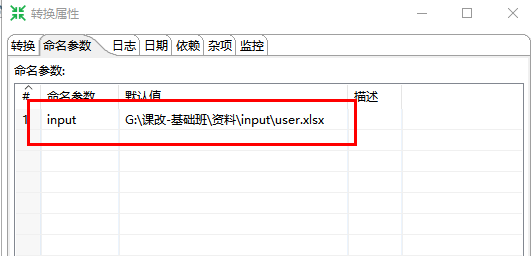 转换属性
转换 命名参数 日志 日期 依赖 杂项 监控
命名参数:
# 命名参数 默认值 描述
1 input G:\课改-基础班\资料\input\user.xlsx